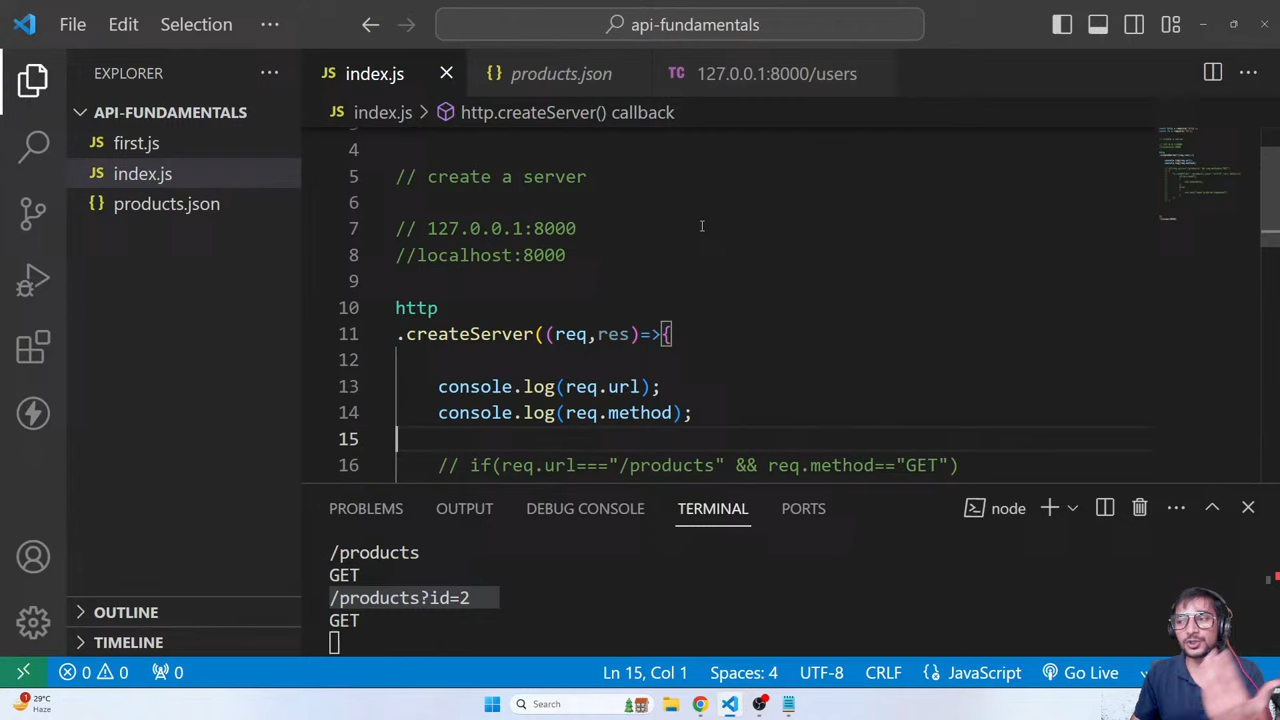 File Edit Selection ··· api-fundamentals
EXPLORER ···
API-FUNDAMENTALS
JS first.js
JS index.js
{} products.json
OUTLINE
TIMELINE
JS index.js {} products.json TC 127.0.0.1:8000/users ···
JS index.js > http.createServer() callback
4
5 // create a server
6
7 // 127.0.0.1:8000
8 //localhost:8000
9
10 http
11 .createServer((req,res)=>{
12
13 console.log(req.url);
14 console.log(req.method);
15
16 // if(req.url==="/products" && req.method=="GET")
PROBLEMS OUTPUT DEBUG CONSOLE TERMINAL PORTS node ···
/products
GET
/products?id=2
GET
0 0 0 Ln 15, Col 1 Spaces: 4 UTF-8 CRLF {} JavaScript Go Live
29°C
Haze
Search